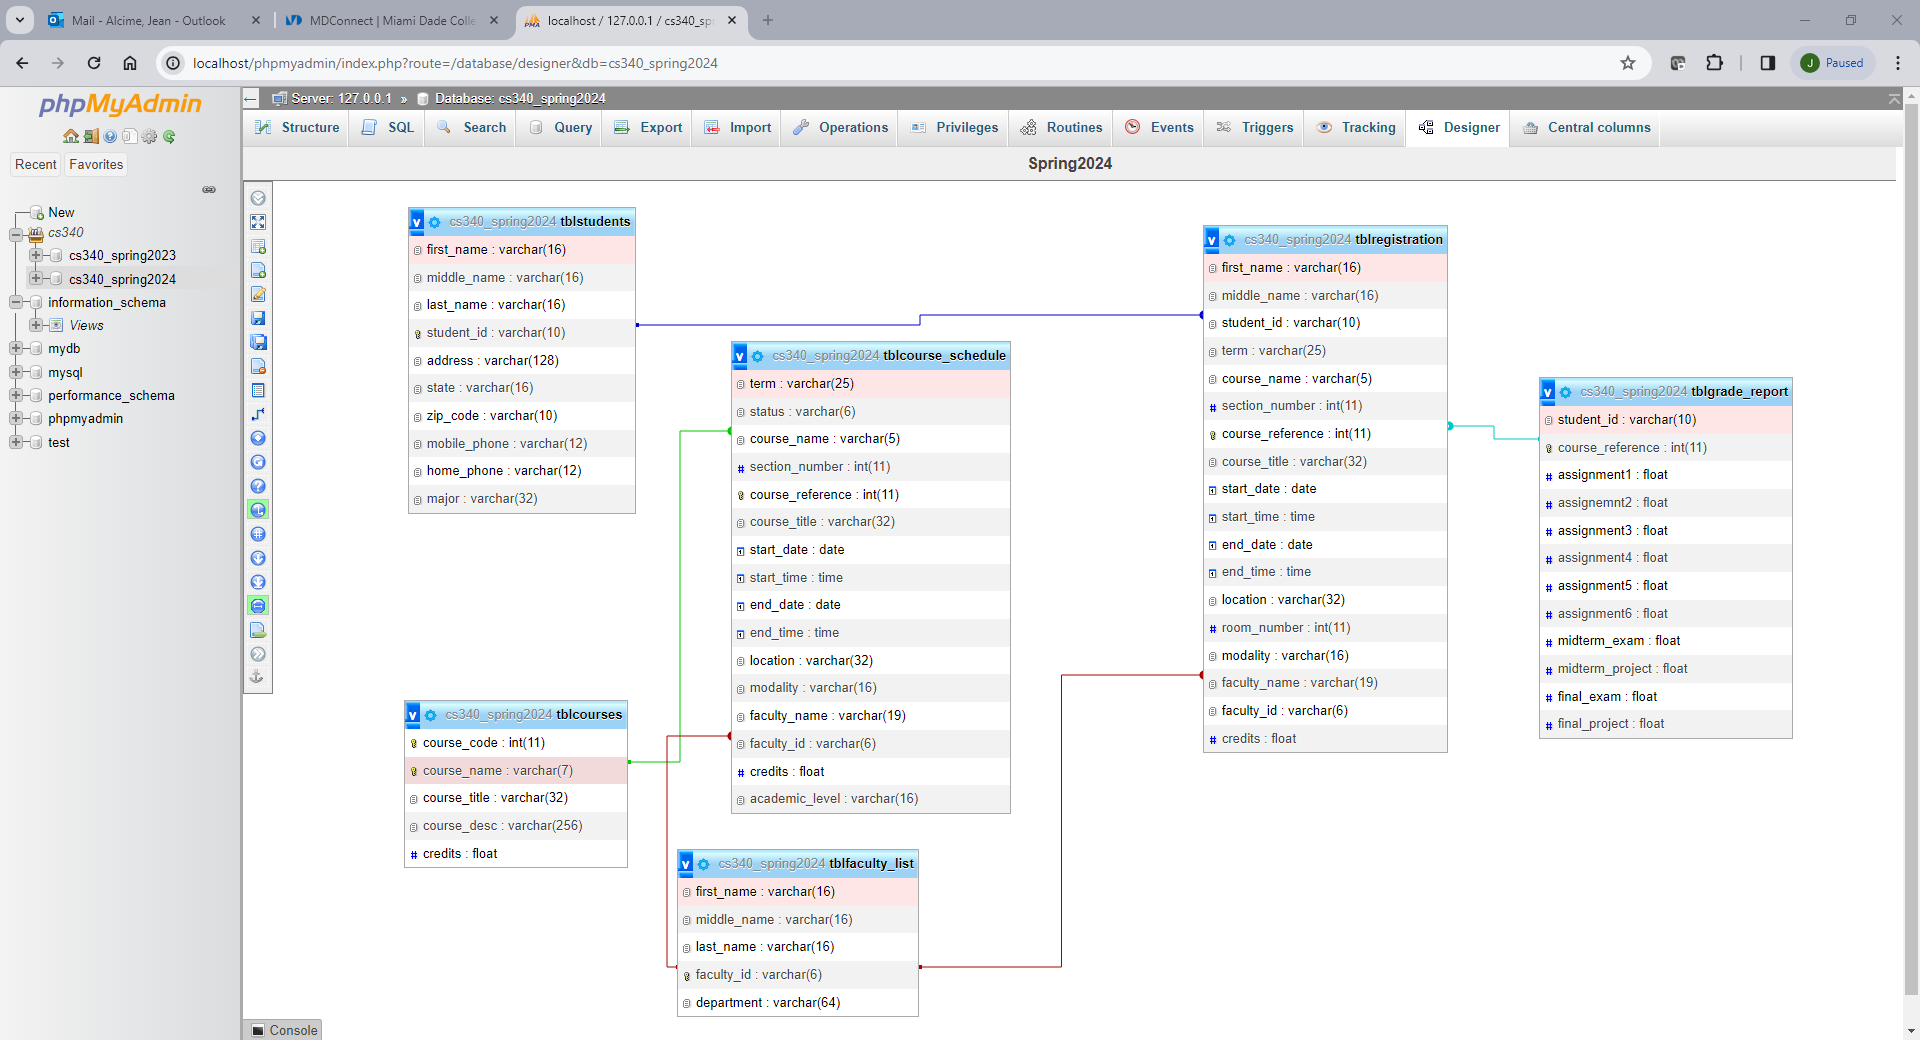 Mail - Alcime, Jean - Outlook
MDConnect | Miami Dade Colle
localhost / 127.0.0.1 / cs340_sp
localhost/phpmyadmin/index.php?route=/database/designer&db=cs340_spring2024
J Paused
phpMyAdmin
Recent Favorites
New
cs340
cs340_spring2023
cs340_spring2024
information_schema
Views
mydb
mysql
performance_schema
phpmyadmin
test
Server: 127.0.0.1 » Database: cs340_spring2024
Structure SQL Search Query Export Import Operations Privileges Routines Events Triggers Tracking Designer Central columns
Spring2024
v cs340_spring2024 tblstudents
first_name : varchar(16)
middle_name : varchar(16)
last_name : varchar(16)
student_id : varchar(10)
address : varchar(128)
state : varchar(16)
zip_code : varchar(10)
mobile_phone : varchar(12)
home_phone : varchar(12)
major : varchar(32)
v cs340_spring2024 tblcourses
course_code : int(11)
course_name : varchar(7)
course_title : varchar(32)
course_desc : varchar(256)
# credits : float
v cs340_spring2024 tblcourse_schedule
term : varchar(25)
status : varchar(6)
course_name : varchar(5)
# section_number : int(11)
course_reference : int(11)
course_title : varchar(32)
start_date : date
start_time : time
end_date : date
end_time : time
location : varchar(32)
modality : varchar(16)
faculty_name : varchar(19)
faculty_id : varchar(6)
# credits : float
academic_level : varchar(16)
v cs340_spring2024 tblfaculty_list
first_name : varchar(16)
middle_name : varchar(16)
last_name : varchar(16)
faculty_id : varchar(6)
department : varchar(64)
v cs340_spring2024 tblregistration
first_name : varchar(16)
middle_name : varchar(16)
student_id : varchar(10)
term : varchar(25)
course_name : varchar(5)
# section_number : int(11)
course_reference : int(11)
course_title : varchar(32)
start_date : date
start_time : time
end_date : date
end_time : time
location : varchar(32)
# room_number : int(11)
modality : varchar(16)
faculty_name : varchar(19)
faculty_id : varchar(6)
# credits : float
v cs340_spring2024 tblgrade_report
student_id : varchar(10)
course_reference : int(11)
# assignment1 : float
# assignemnt2 : float
# assignment3 : float
# assignment4 : float
# assignment5 : float
# assignment6 : float
# midterm_exam : float
# midterm_project : float
# final_exam : float
# final_project : float
Console